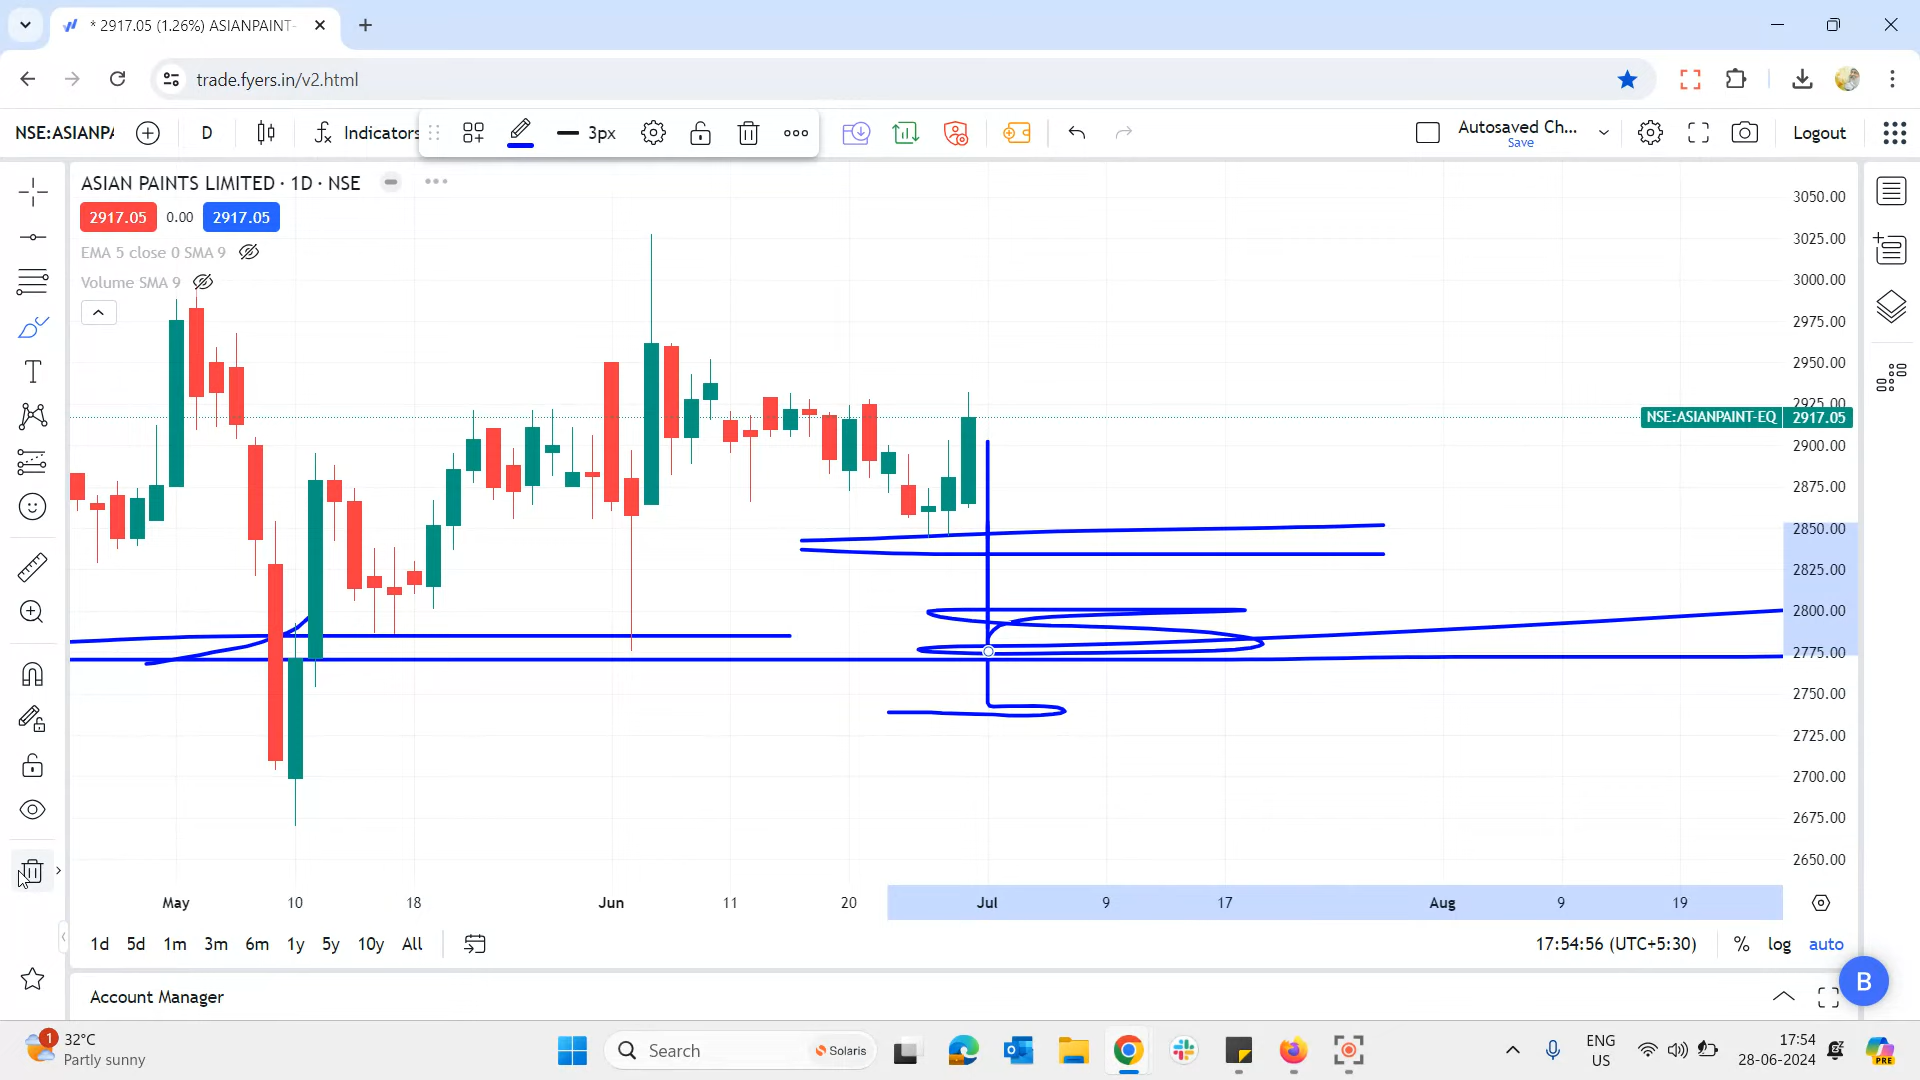 * 2917.05 (1.26%) ASIANPAINT-
trade.fyers.in/v2.html
NSE:ASIANPA
D
Indicators
3px
Autosaved Ch...
Save
Logout
ASIAN PAINTS LIMITED · 1D · NSE
2917.05 0.00 2917.05
EMA 5 close 0 SMA 9
Volume SMA 9
3050.00
3025.00
3000.00
2975.00
2950.00
2925.00
NSE:ASIANPAINT-EQ 2917.05
2900.00
2875.00
2850.00
2825.00
2800.00
2775.00
2750.00
2725.00
2700.00
2675.00
2650.00
May 10 18 Jun 11 20 Jul 9 17 Aug 9 19
1d 5d 1m 3m 6m 1y 5y 10y All
17:54:56 (UTC+5:30) % log auto
Account Manager
B
1
32°C
Partly sunny
Search
Solaris
ENG
US
17:54
28-06-2024
PRE